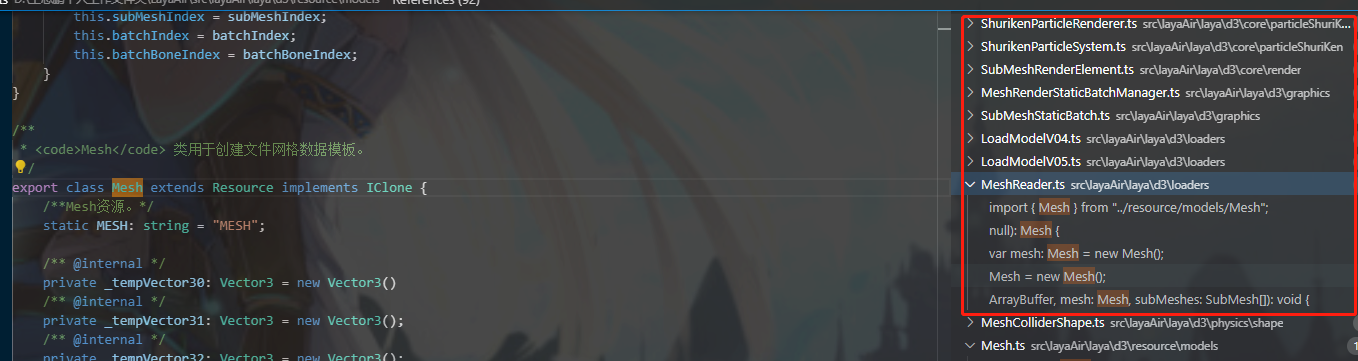 References (92)
this.subMeshIndex = subMeshIndex;
this.batchIndex = batchIndex;
this.batchBoneIndex = batchBoneIndex;
}
}
/**
* <code>Mesh</code> 类用于创建文件网格数据模板。
/
export class Mesh extends Resource implements IClone {
/**Mesh资源。*/
static MESH: string = "MESH";
/** @internal */
private _tempVector30: Vector3 = new Vector3()
/** @internal */
private _tempVector31: Vector3 = new Vector3();
/** @internal */
private _tempVector32: Vector3 = new Vector3();
ShurikenParticleRenderer.ts src\layaAir\laya\d3\core\particleShuriK...
ShurikenParticleSystem.ts src\layaAir\laya\d3\core\particleShuriKen
SubMeshRenderElement.ts src\layaAir\laya\d3\core\render
MeshRenderStaticBatchManager.ts src\layaAir\laya\d3\graphics
SubMeshStaticBatch.ts src\layaAir\laya\d3\graphics
LoadModelV04.ts src\layaAir\laya\d3\loaders
LoadModelV05.ts src\layaAir\laya\d3\loaders
MeshReader.ts src\layaAir\laya\d3\loaders
import { Mesh } from "../resource/models/Mesh";
null): Mesh {
var mesh: Mesh = new Mesh();
Mesh = new Mesh();
ArrayBuffer, mesh: Mesh, subMeshes: SubMesh[]): void {
MeshColliderShape.ts src\layaAir\laya\d3\physics\shape
Mesh.ts src\layaAir\laya\d3\resource\models